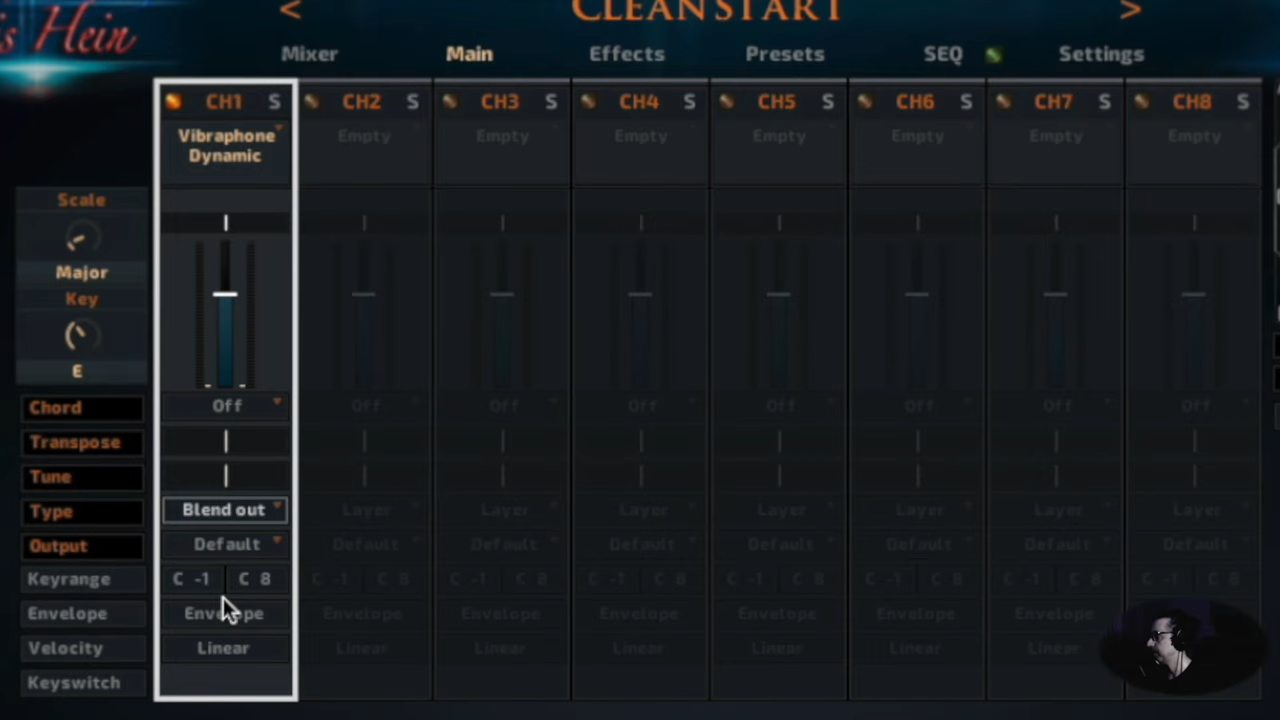 is Hein
< CLEAN START >
Mixer Main Effects Presets SEQ Settings
CH1 S CH2 S CH3 S CH4 S CH5 S CH6 S CH7 S CH8 S
Vibraphone Empty Empty Empty Empty Empty Empty Empty
Dynamic
Scale
Major
Key
E
Chord Off Off Off Off Off Off Off Off
Transpose
Tune
Type Blend out Layer Layer Layer Layer Layer Layer Layer
Output Default Default Default Default Default Default Default Default
Keyrange C -1 C 8 C -1 C 8 C -1 C 8 C -1 C 8 C -1 C 8 C -1 C 8 C -1 C 8 C -1 C 8
Envelope Envelope Envelope Envelope Envelope Envelope Envelope Envelope Envelope
Velocity Linear Linear Linear Linear Linear Linear Linear Linear
Keyswitch